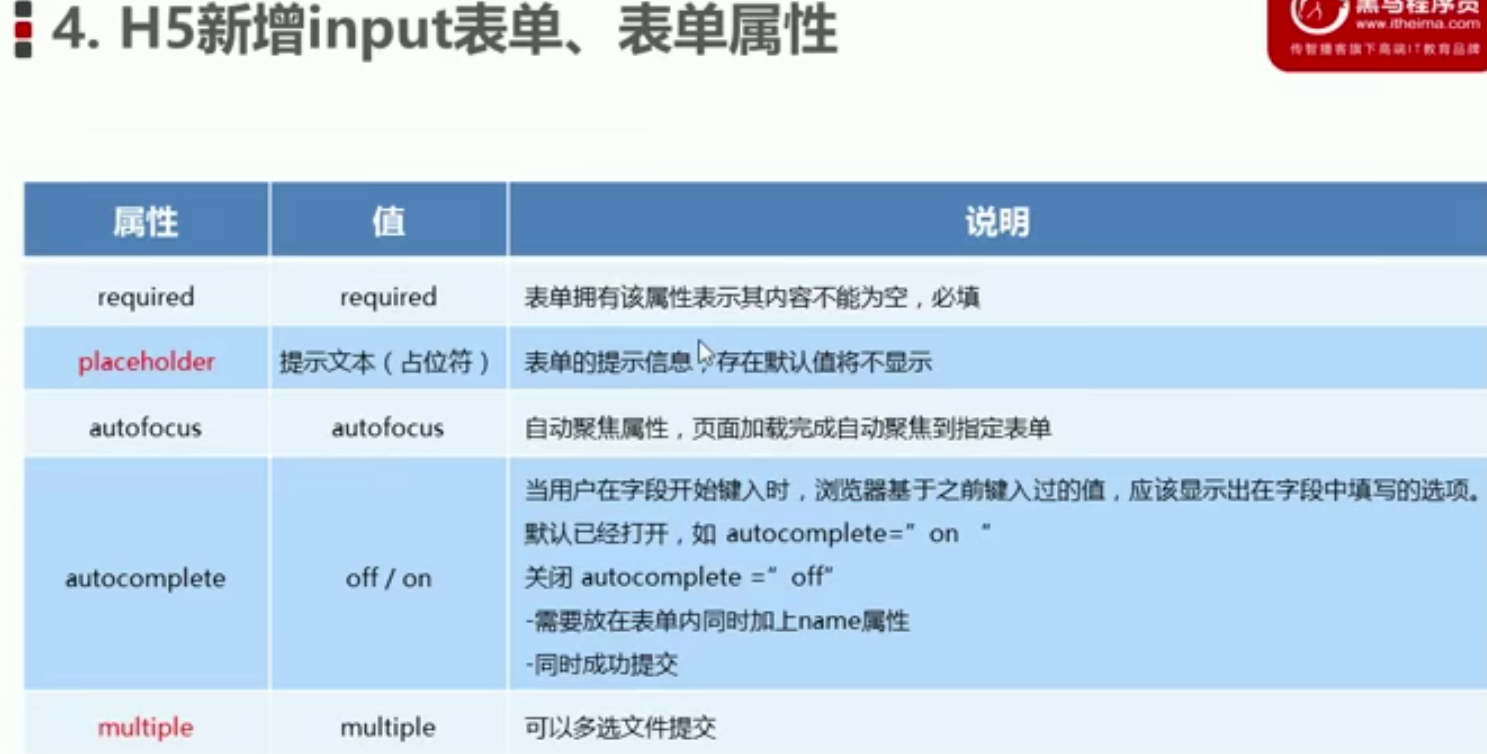 4. H5新增input表单、表单属性
黑马程序员
www.itheima.com
传智播客旗下高端IT教育品牌
属性 值 说明
required required 表单拥有该属性表示其内容不能为空，必填
placeholder 提示文本（占位符） 表单的提示信息，存在默认值将不显示
autofocus autofocus 自动聚焦属性，页面加载完成自动聚焦到指定表单
当用户在字段开始键入时，浏览器基于之前键入过的值，应该显示出在字段中填写的选项。
默认已经打开，如 autocomplete=”on “
autocomplete off / on 关闭 autocomplete =”off”
-需要放在表单内同时加上name属性
-同时成功提交
multiple multiple 可以多选文件提交